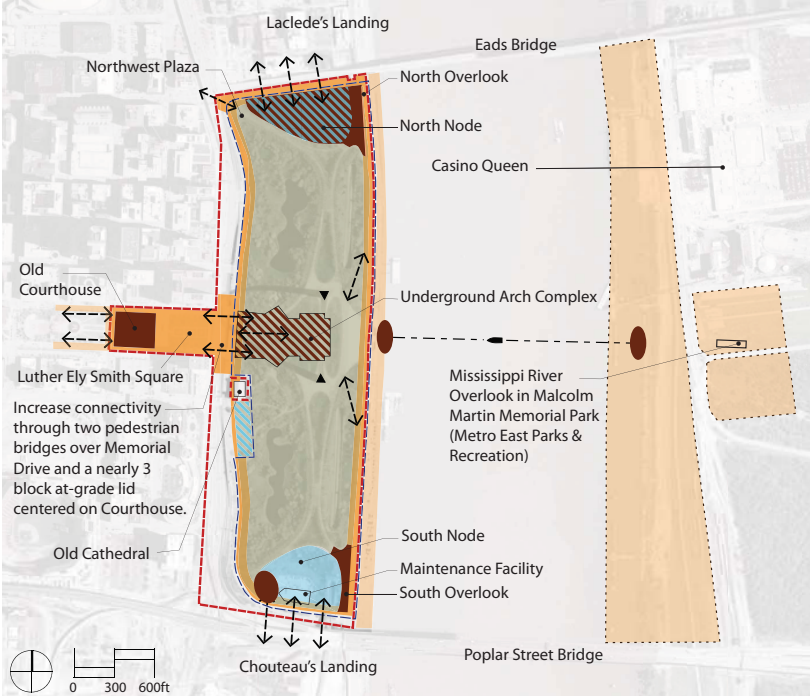 Laclede's Landing
Eads Bridge
Northwest Plaza
North Overlook
North Node
Casino Queen
Old
Courthouse
Underground Arch Complex
Luther Ely Smith Square
Mississippi River
Overlook in Malcolm
Martin Memorial Park
(Metro East Parks &
Recreation)
Increase connectivity
through two pedestrian
bridges over Memorial
Drive and a nearly 3
block at-grade lid
centered on Courthouse.
Old Cathedral
South Node
Maintenance Facility
South Overlook
Chouteau's Landing
Poplar Street Bridge
0 300 600ft